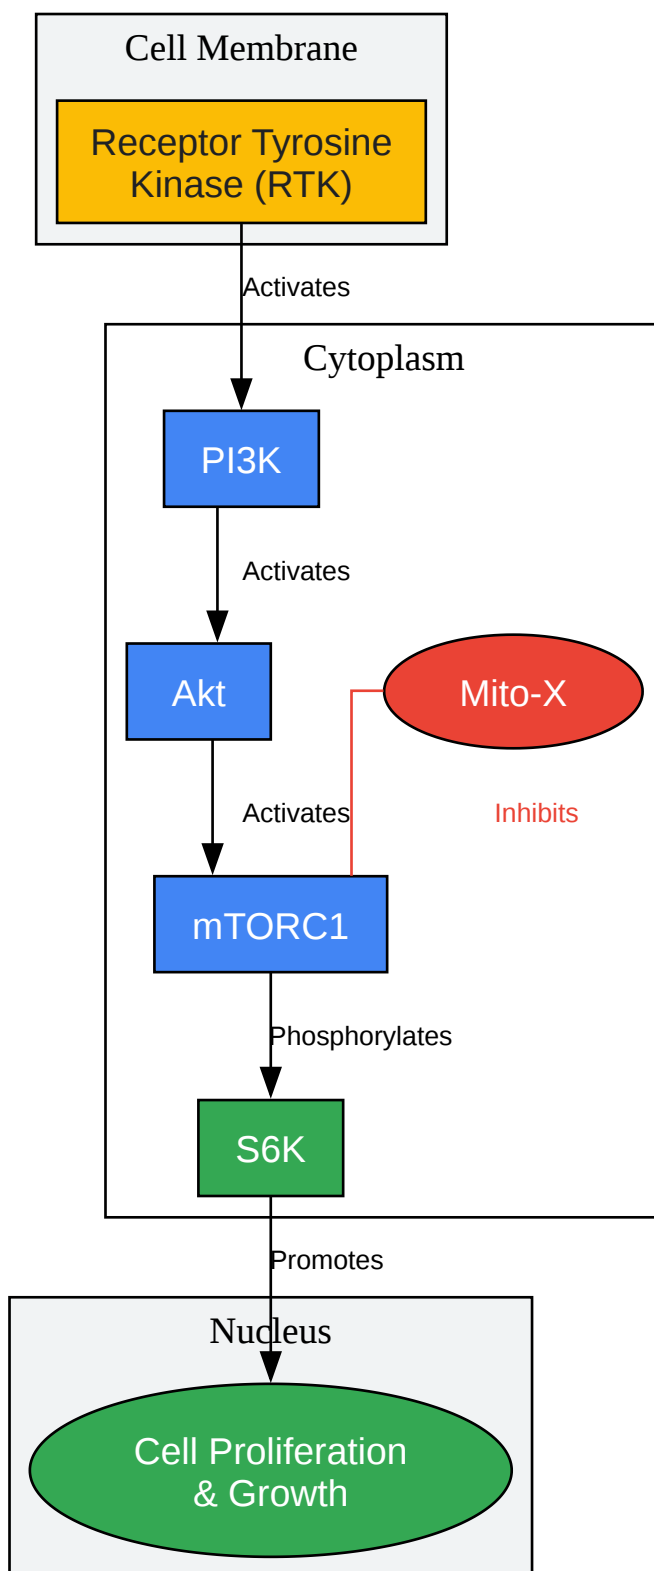 Cell Membrane
Receptor Tyrosine
Kinase (RTK)
Activates
Cytoplasm
PI3K
Activates
Akt
Mito-X
Activates
Inhibits
mTORC1
Phosphorylates
S6K
Promotes
Nucleus
Cell Proliferation
& Growth